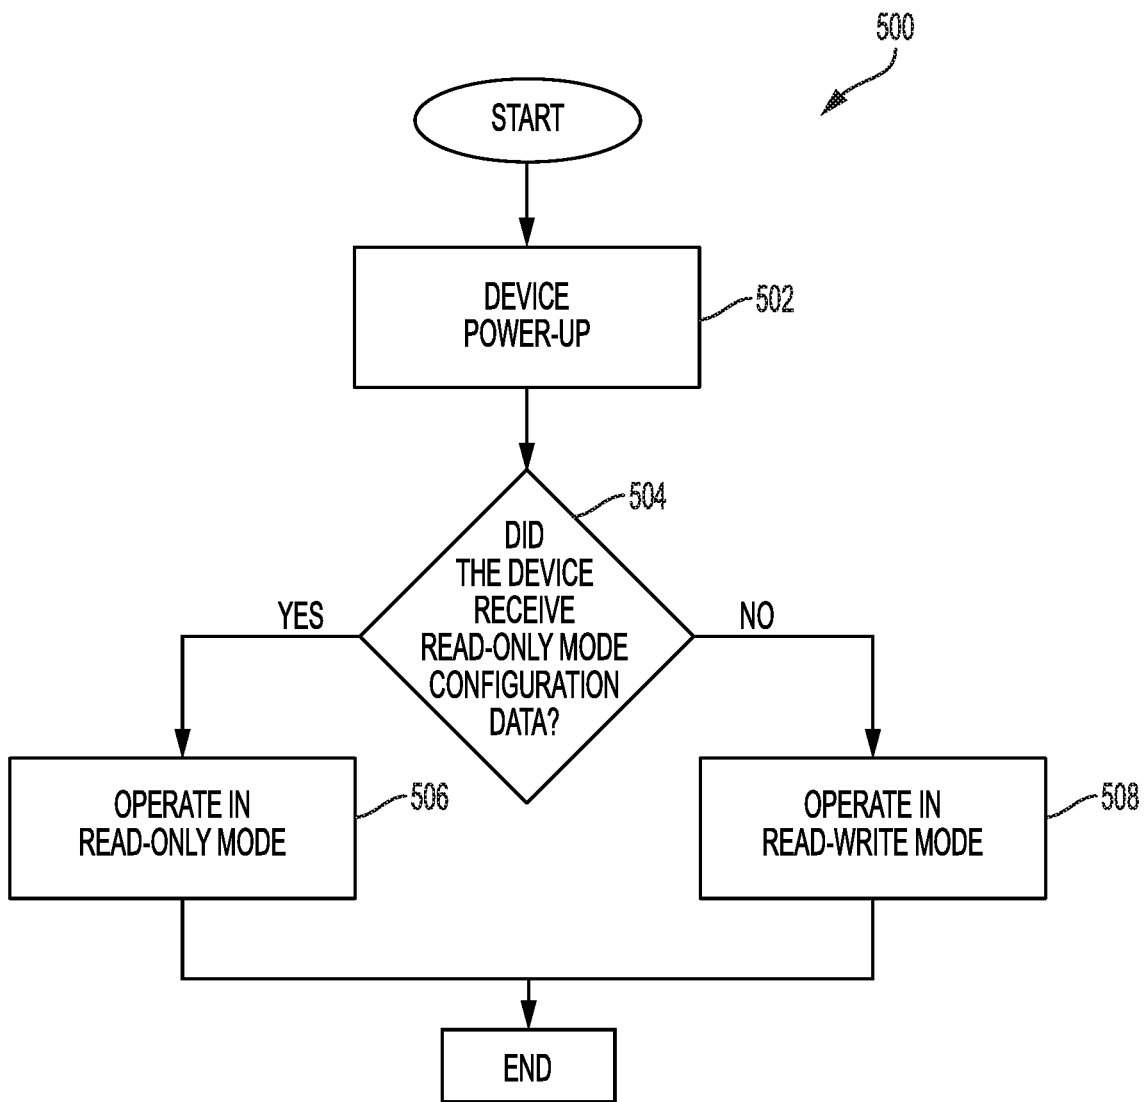 500
START
DEVICE
POWER-UP
502
504
DID
THE DEVICE
RECEIVE
READ-ONLY MODE
CONFIGURATION
DATA?
YES
NO
OPERATE IN
READ-ONLY MODE
506
OPERATE IN
READ-WRITE MODE
508
END